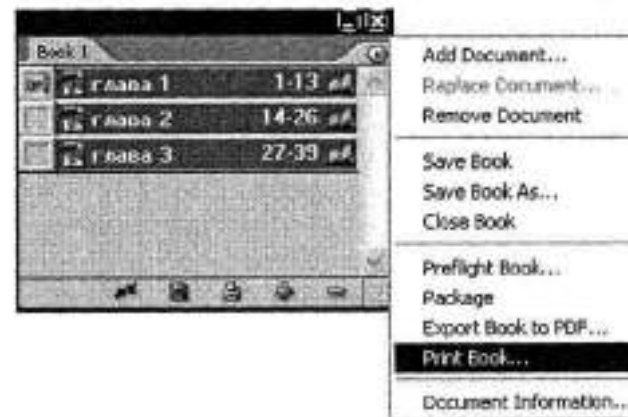 Book 1
глава 1 1-13
глава 2 14-26
глава 3 27-39
Add Document...
Replace Document...
Remove Document
Save Book
Save Book As...
Close Book
Preflight Book...
Package
Export Book to PDF...
Print Book...
Document Information...